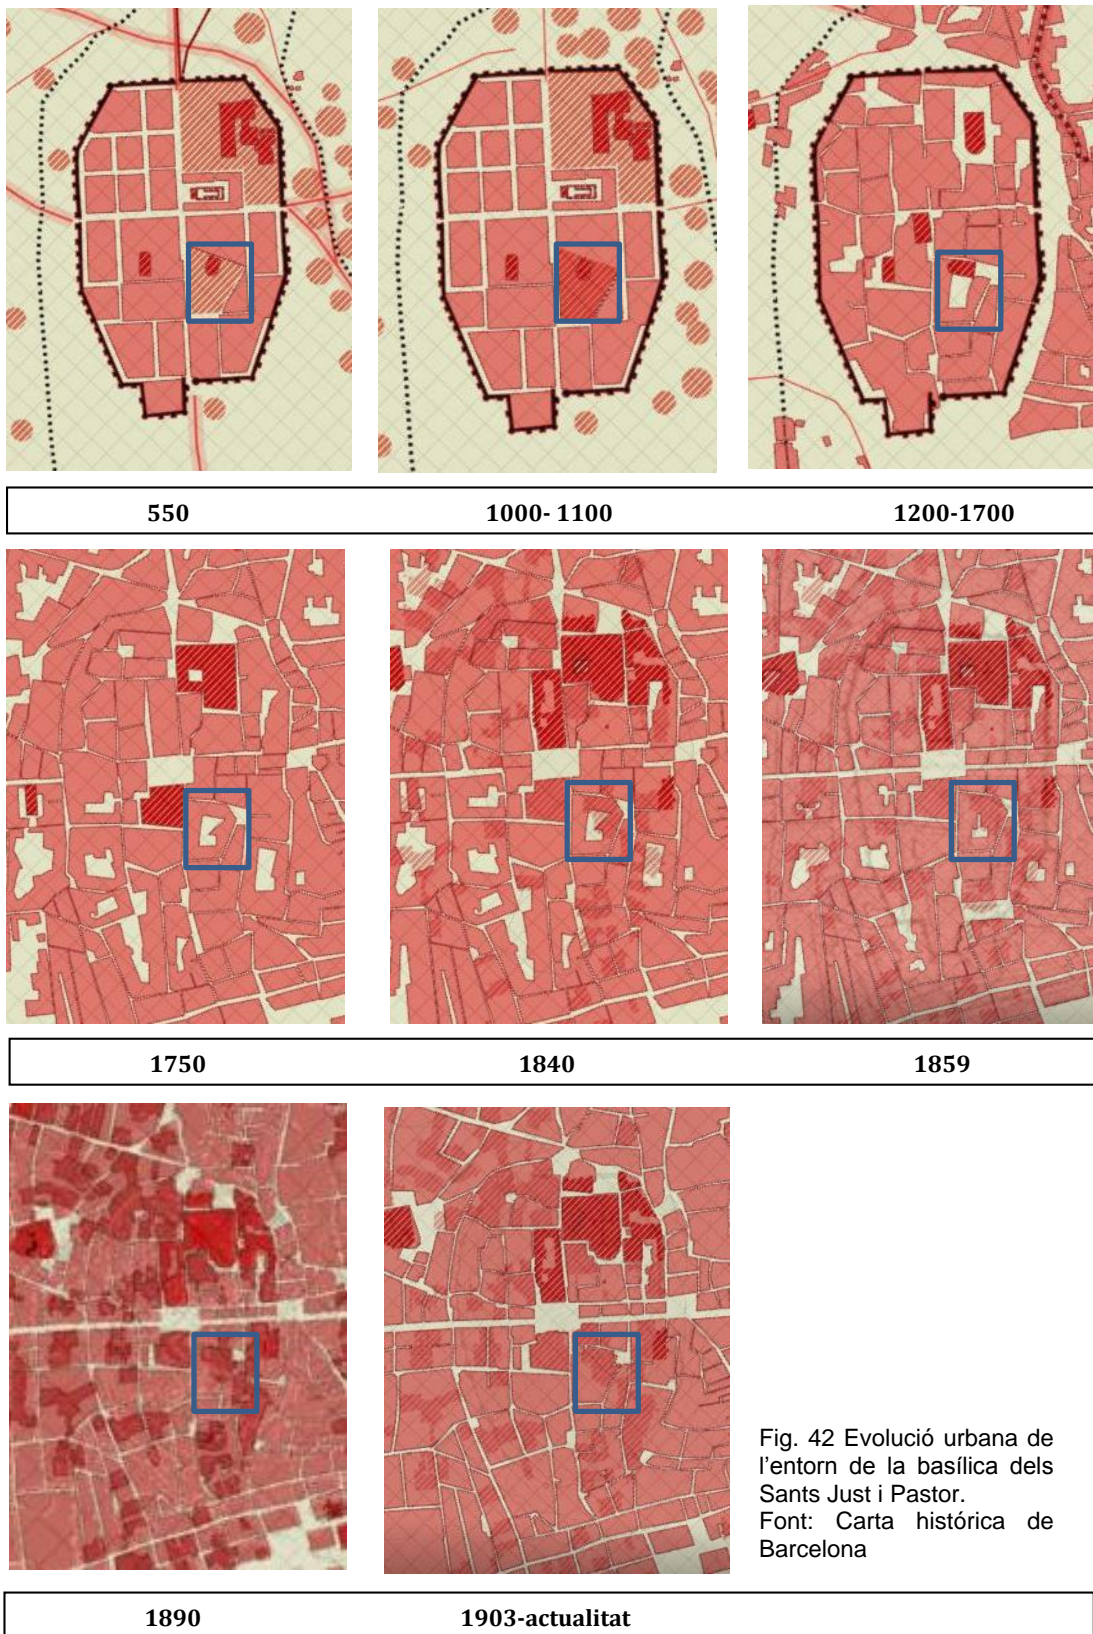 550 1000- 1100 1200-1700
1750 1840 1859
Fig. 42 Evolució urbana de
l'entorn de la basílica dels
Sants Just i Pastor.
Font: Carta histórica de
Barcelona
1890 1903-actualitat